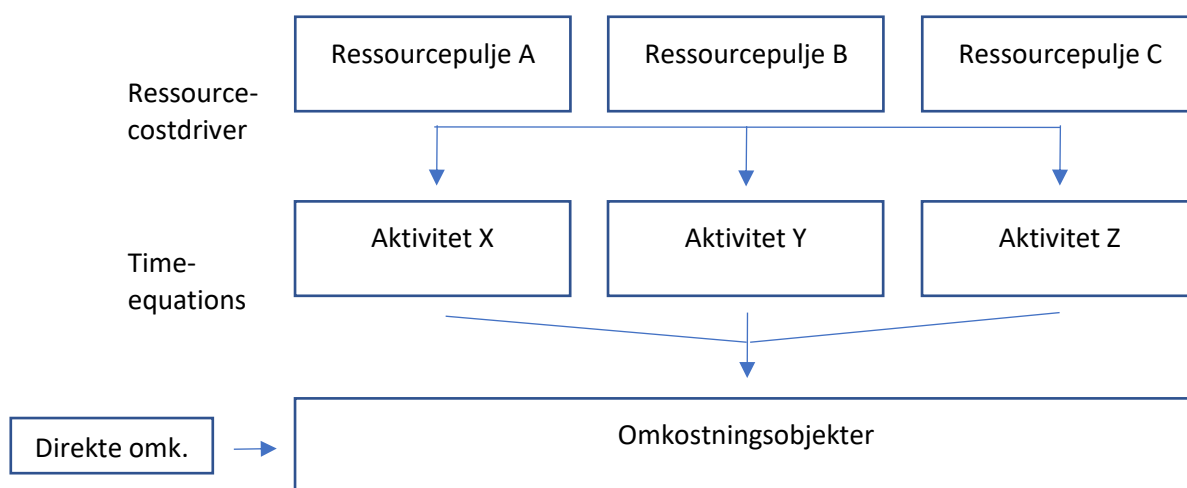 Ressourcepulje A
Ressourcepulje B
Ressourcepulje C
Ressource-
costdriver
Aktivitet X
Aktivitet Y
Aktivitet Z
Time-
equations
Omkostningsobjekter
Direkte omk.